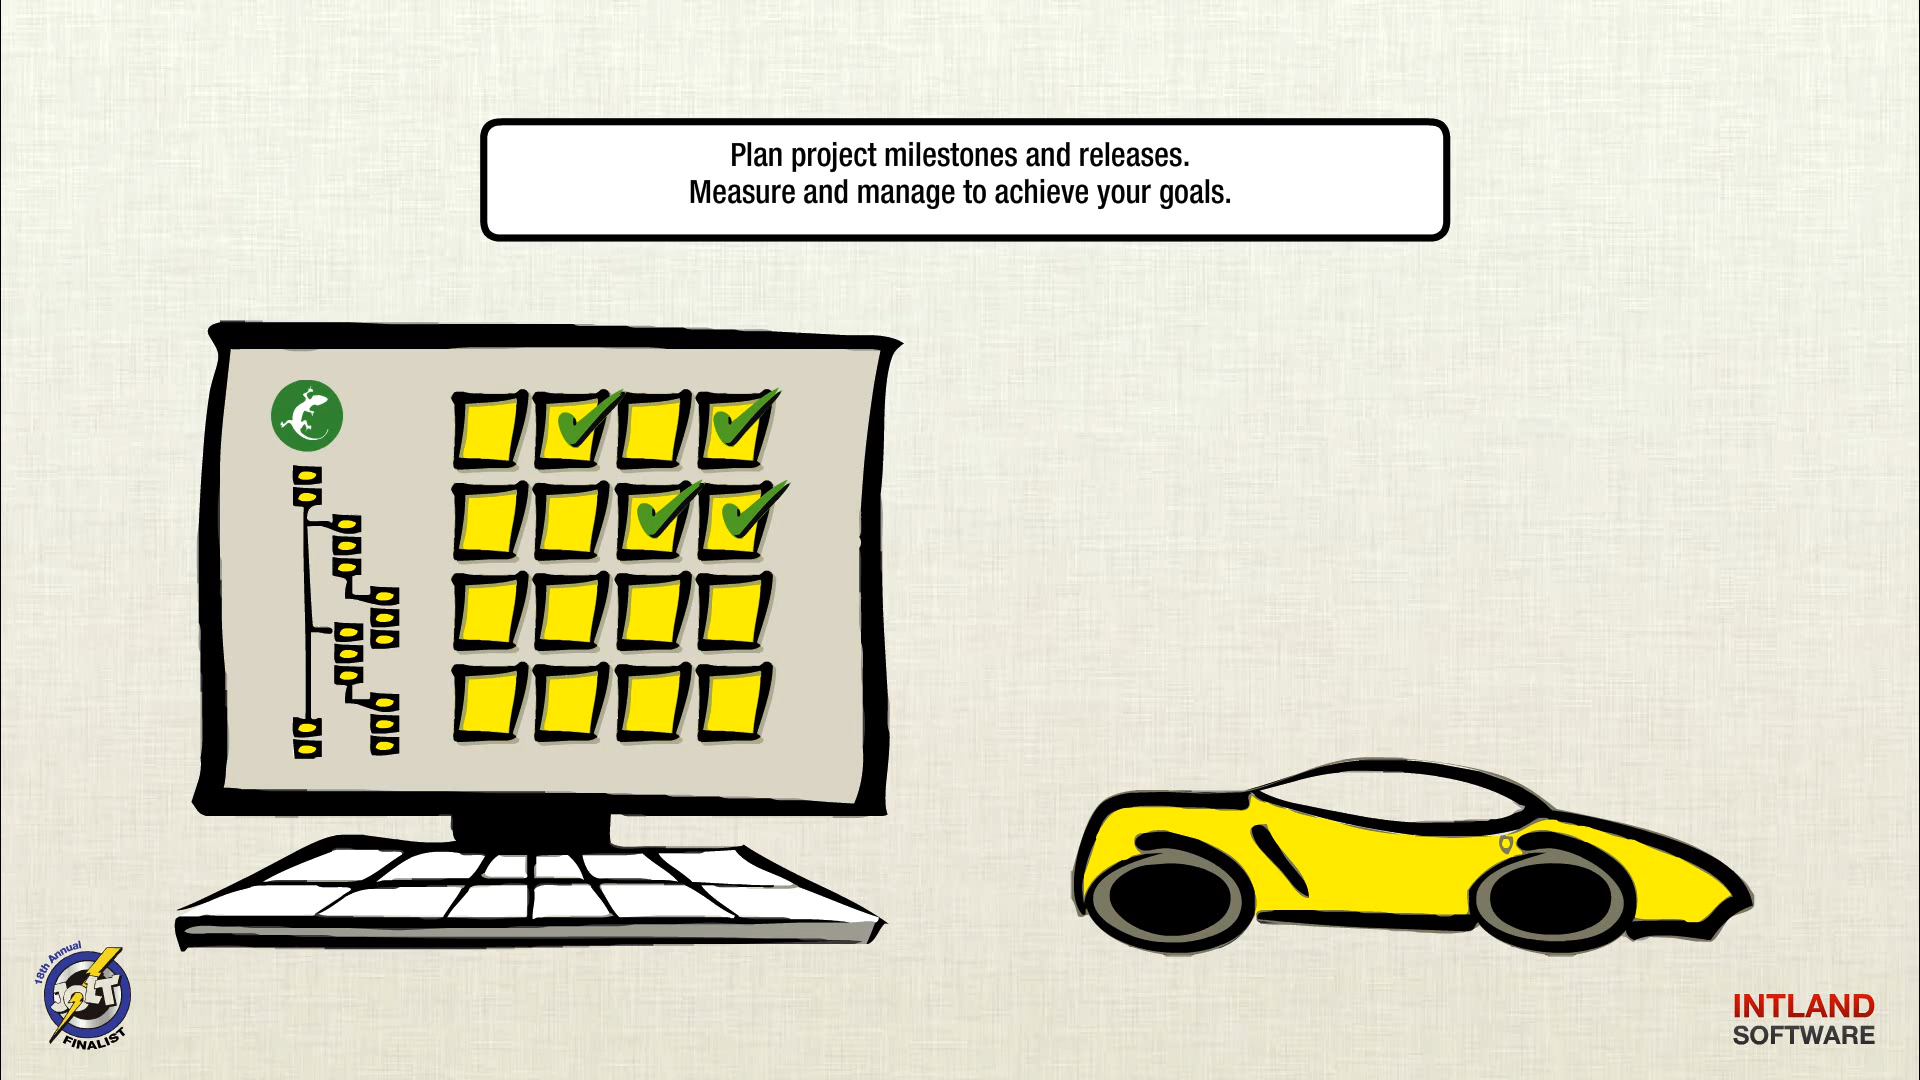 Plan project milestones and releases.
Measure and manage to achieve your goals.
18th Annual
JOLT
FINALIST
INTLAND
SOFTWARE